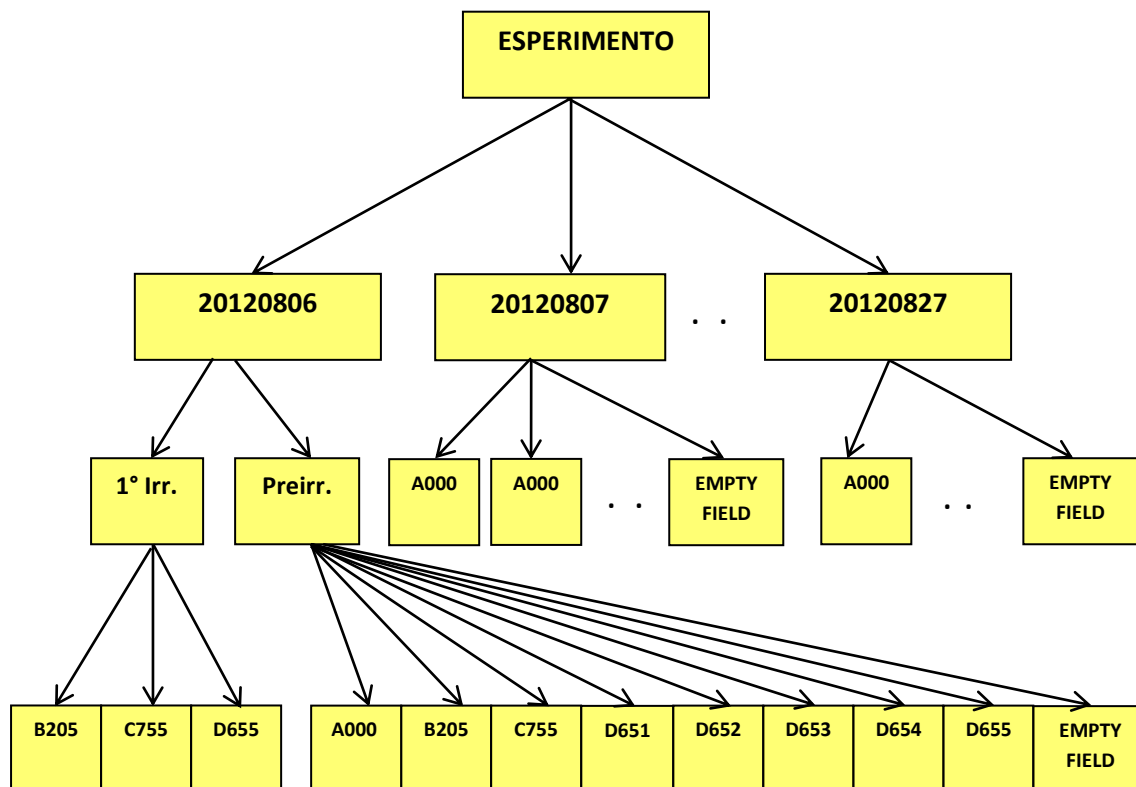 ESPERIMENTO
20120806
20120807
. .
20120827
1° Irr.
Preirr.
A000
A000
. .
EMPTY
FIELD
A000
. .
EMPTY
FIELD
B205
C755
D655
A000
B205
C755
D651
D652
D653
D654
D655
EMPTY
FIELD